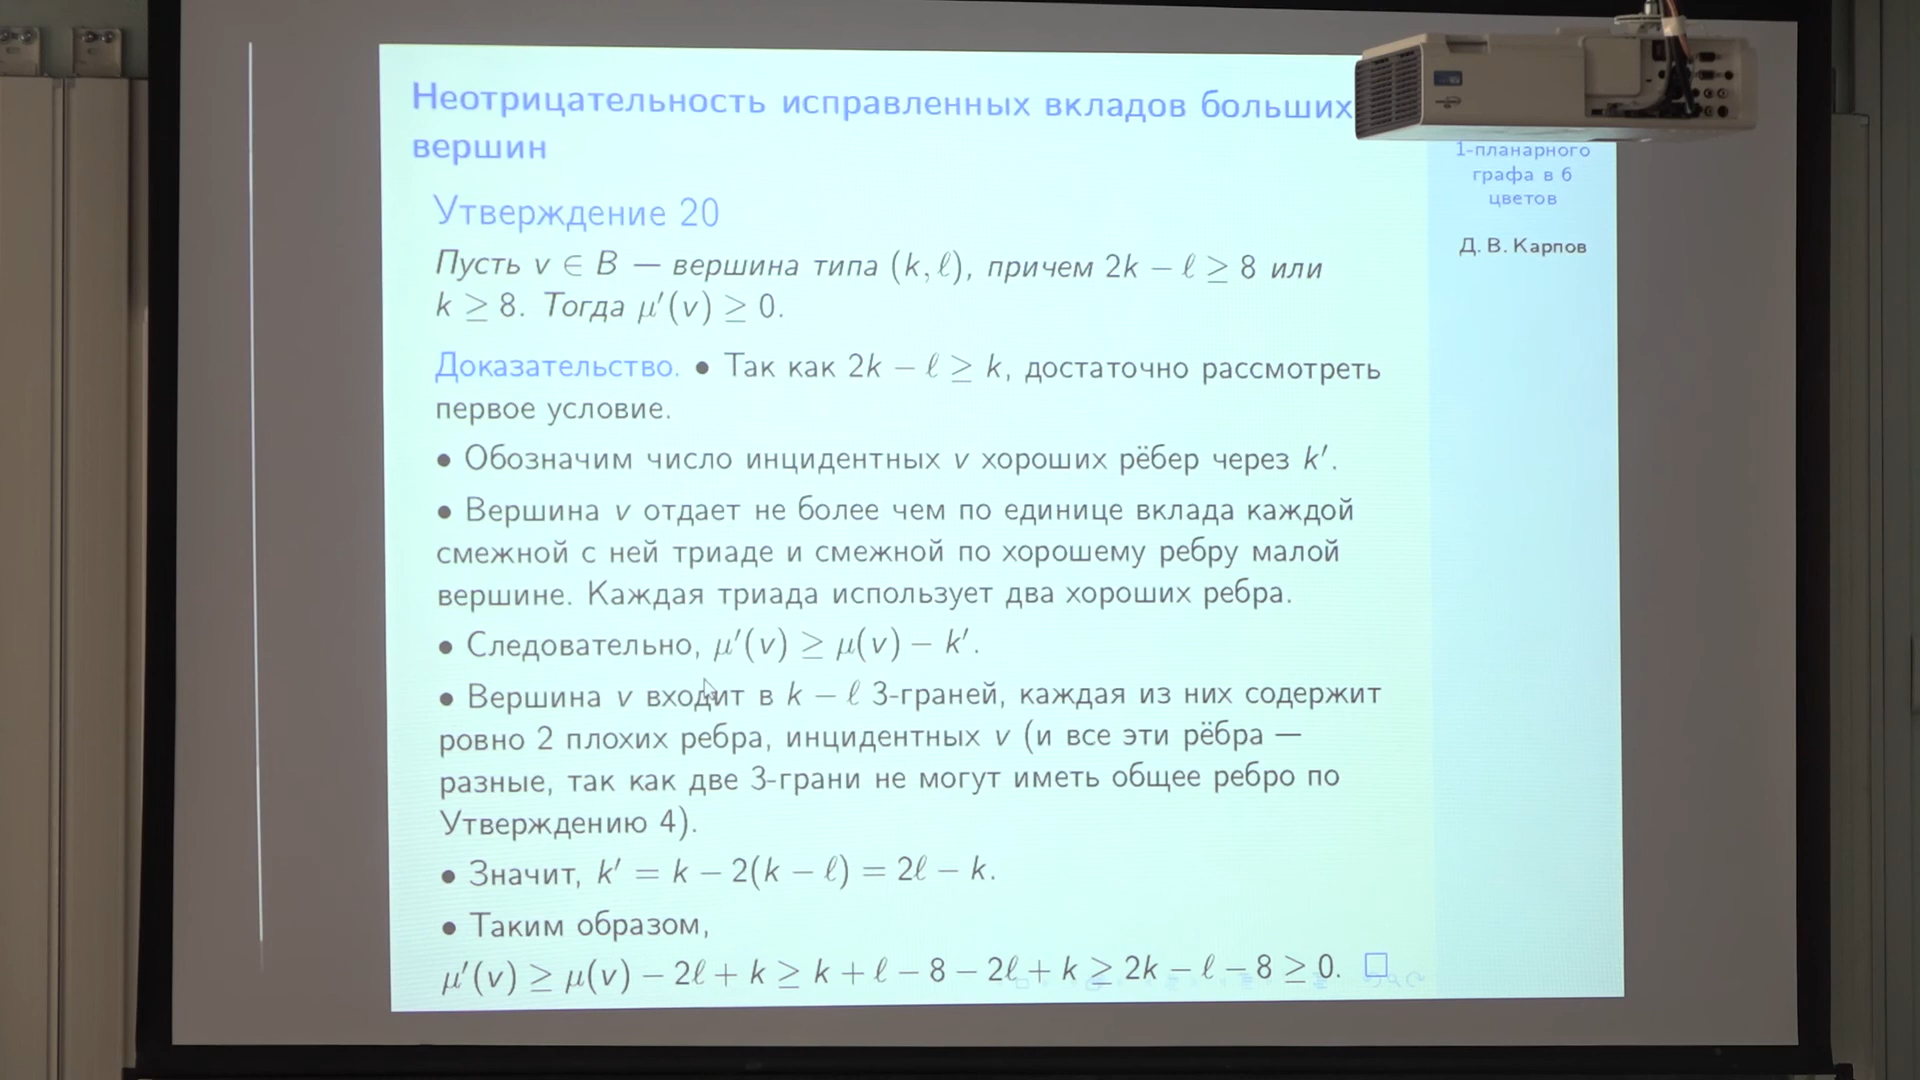 Неотрицательность исправленных вкладов больших
вершин
1-планарного
графа в 6
цветов
Д. В. Карпов
Утверждение 20
Пусть v ∈ B — вершина типа (k, ℓ), причем 2k − ℓ ≥ 8 или
k ≥ 8. Тогда μ′(v) ≥ 0.
Доказательство. • Так как 2k − ℓ ≥ k, достаточно рассмотреть
первое условие.
• Обозначим число инцидентных v хороших рёбер через k′.
• Вершина v отдает не более чем по единице вклада каждой
смежной с ней триаде и смежной по хорошему ребру малой
вершине. Каждая триада использует два хороших ребра.
• Следовательно, μ′(v) ≥ μ(v) − k′.
• Вершина v входит в k − ℓ 3-граней, каждая из них содержит
ровно 2 плохих ребра, инцидентных v (и все эти рёбра —
разные, так как две 3-грани не могут иметь общее ребро по
Утверждению 4).
• Значит, k′ = k − 2(k − ℓ) = 2ℓ − k.
• Таким образом,
μ′(v) ≥ μ(v) − 2ℓ + k ≥ k + ℓ − 8 − 2ℓ + k ≥ 2k − ℓ − 8 ≥ 0. □